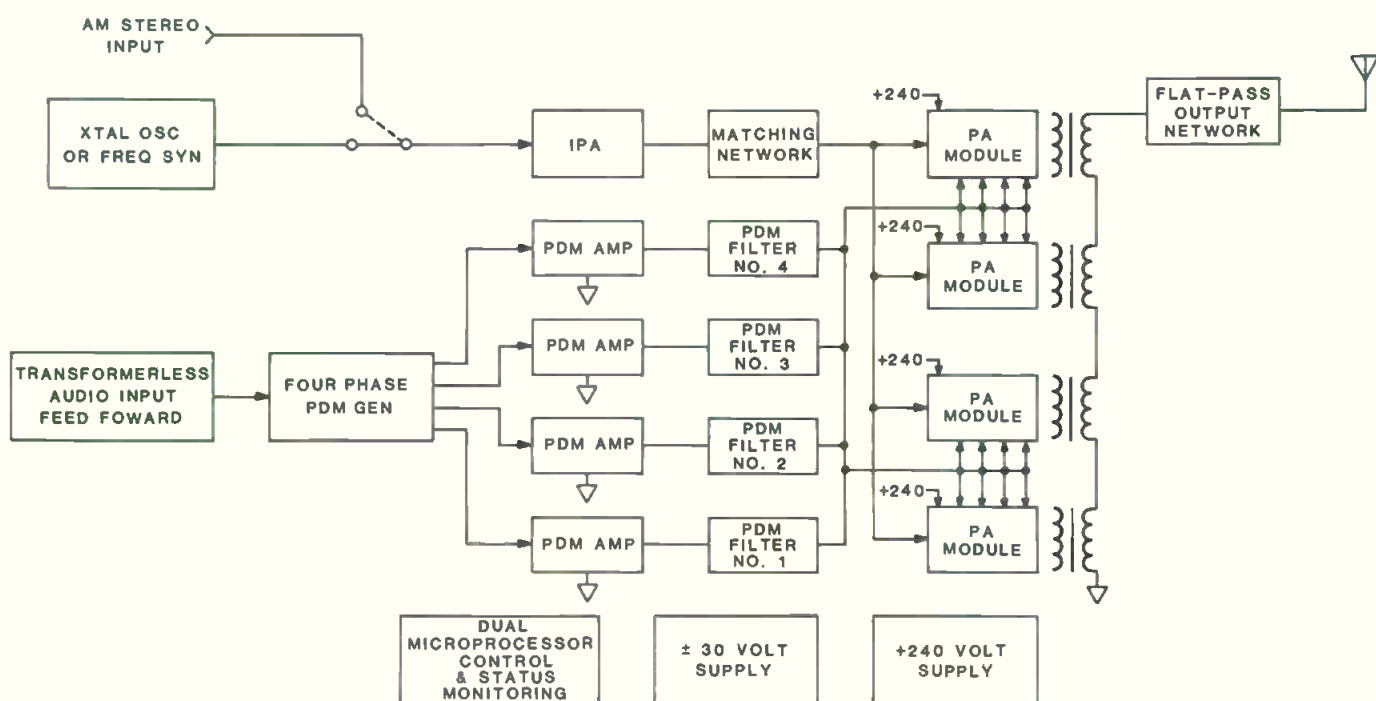 AM STEREO
INPUT
XTAL OSC
OR FREQ SYN
IPA
MATCHING
NETWORK
+240
PA
MODULE
FLAT-PASS
OUTPUT
NETWORK
PDM AMP
PDM
FILTER
NO. 4
+240
PA
MODULE
TRANSFORMERLESS
AUDIO INPUT
FEED FOWARD
FOUR PHASE
PDM GEN
PDM AMP
PDM
FILTER
NO. 3
+240
PA
MODULE
PDM AMP
PDM
FILTER
NO. 2
+240
PA
MODULE
PDM AMP
PDM
FILTER
NO. 1
DUAL
MICROPROCESSOR
CONTROL
& STATUS
MONITORING
± 30 VOLT
SUPPLY
+240 VOLT
SUPPLY